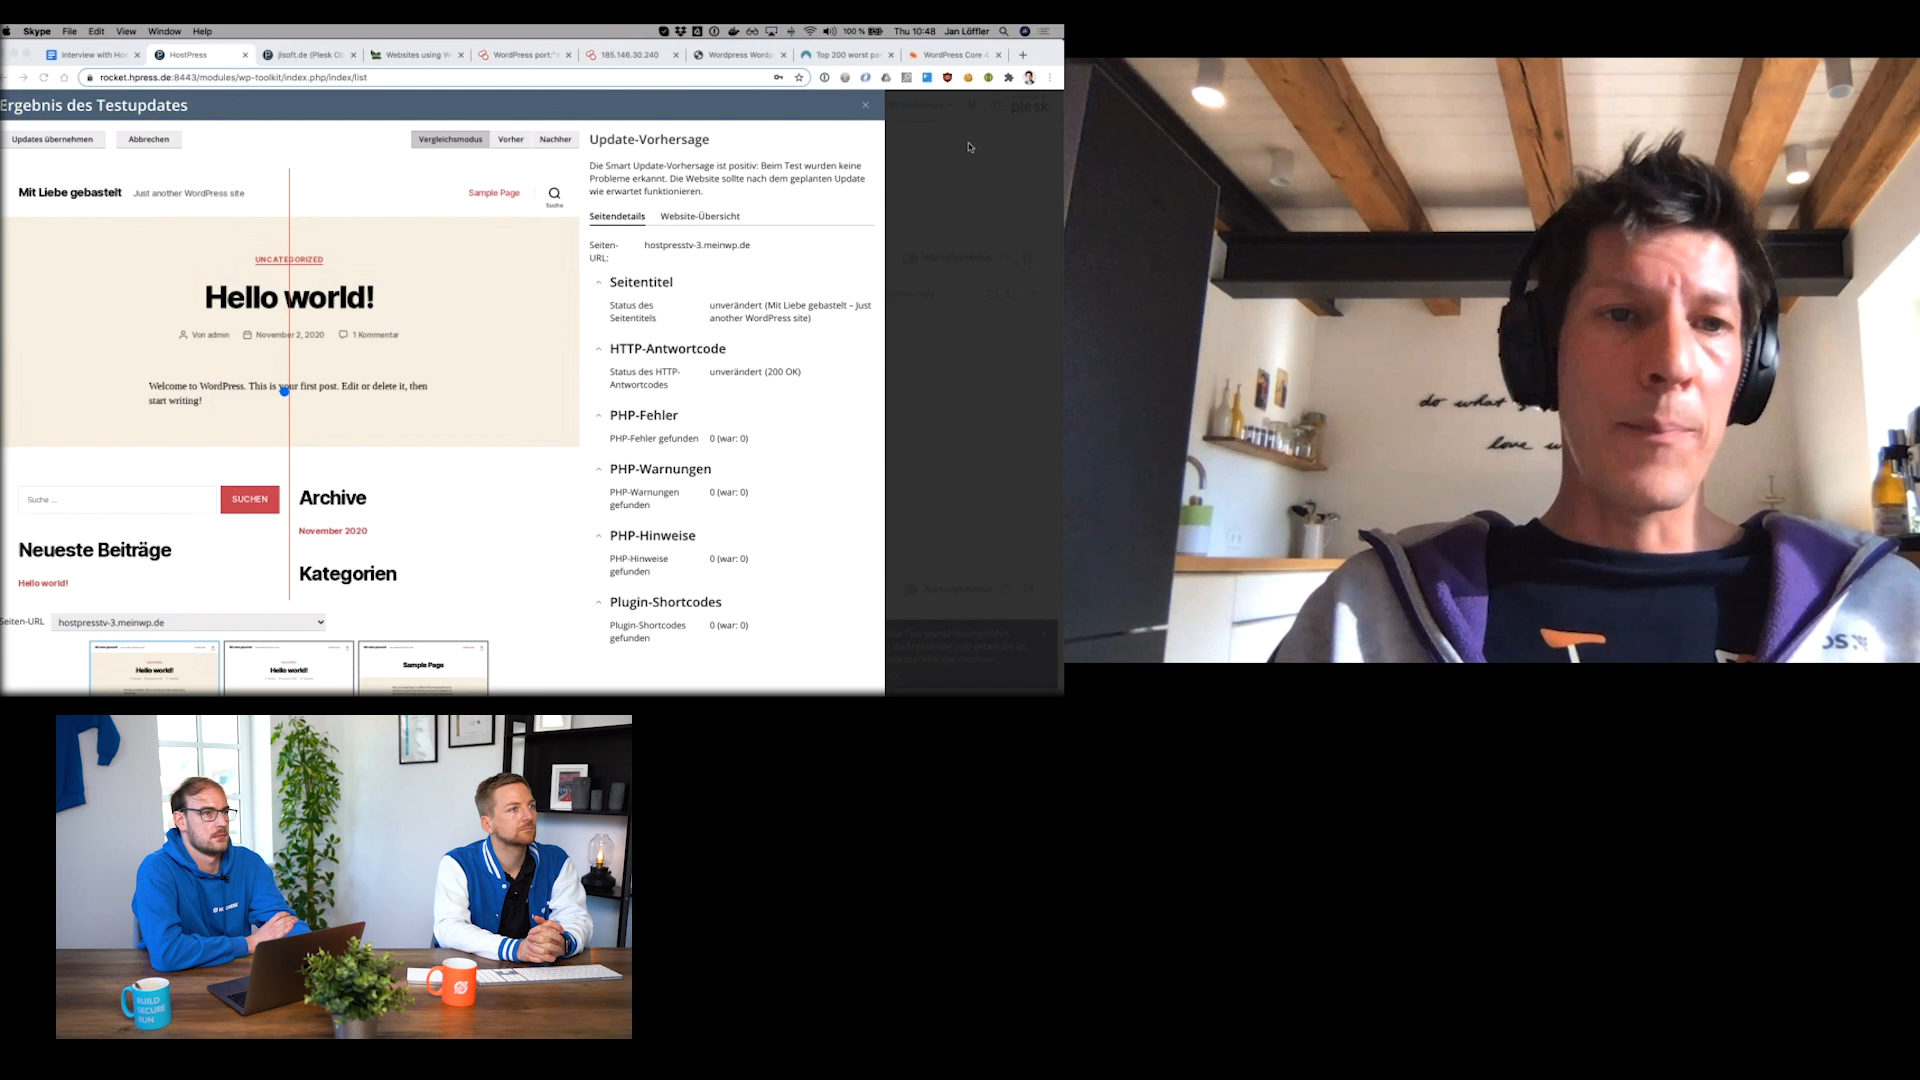 Skype File Edit View Window Help
100 % Thu 10:48 Jan Löffler
Interview with Hos
HostPress
jlsoft.de (Plesk Ob
Websites using W
WordPress port:"
185.146.30.240
Wordpress Wordp
Top 200 worst pa
WordPress Core 4
rocket.hpress.de:8443/modules/wp-toolkit/index.php/index/list
Ergebnis des Testupdates
plesk
Updates übernehmen
Abbrechen
Vergleichsmodus
Vorher
Nachher
Mit Liebe gebastelt
Just another WordPress site
Sample Page
Suche
UNCATEGORIZED
Hello world!
Von admin
November 2, 2020
1 Kommentar
Welcome to WordPress. This is your first post. Edit or delete it, then
start writing!
Suche …
SUCHEN
Archive
November 2020
Neueste Beiträge
Kategorien
Hello world!
Seiten-URL
hostpresstv-3.meinwp.de
Hello world!
Hello world!
Sample Page
Update-Vorhersage
Die Smart Update-Vorhersage ist positiv: Beim Test wurden keine
Probleme erkannt. Die Website sollte nach dem geplanten Update
wie erwartet funktionieren.
Seitendetails
Website-Übersicht
Seiten-
URL:
hostpresstv-3.meinwp.de
Seitentitel
Status des
Seitentitels
unverändert (Mit Liebe gebastelt – Just
another WordPress site)
HTTP-Antwortcode
Status des HTTP-
Antwortcodes
unverändert (200 OK)
PHP-Fehler
PHP-Fehler gefunden
0 (war: 0)
PHP-Warnungen
PHP-Warnungen
gefunden
0 (war: 0)
PHP-Hinweise
PHP-Hinweise
gefunden
0 (war: 0)
Plugin-Shortcodes
Plugin-Shortcodes
gefunden
0 (war: 0)
do what
love
BUILD
SECURE
RUN